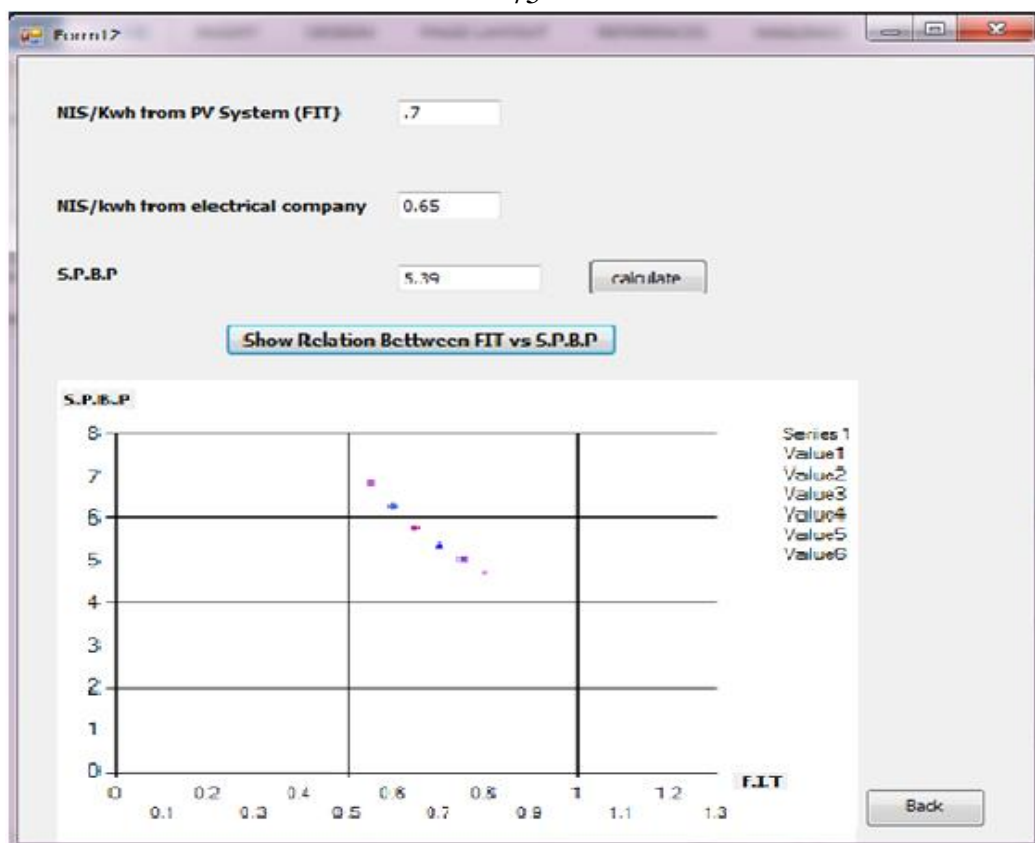 Form17
NIS/Kwh from PV System (FIT) .7
NIS/kwh from electrical company 0.65
S.P.B.P 5.39 calculate
Show Relation Bettween FIT vs S.P.B.P
S.P.B.P
8
7
6
5
4
3
2
1
0
Series 1
Value1
Value2
Value3
Value4
Value5
Value6
0 0.2 0.4 0.6 0.8 1 1.2
0.1 0.3 0.5 0.7 0.9 1.1 1.3
F.I.T
Back